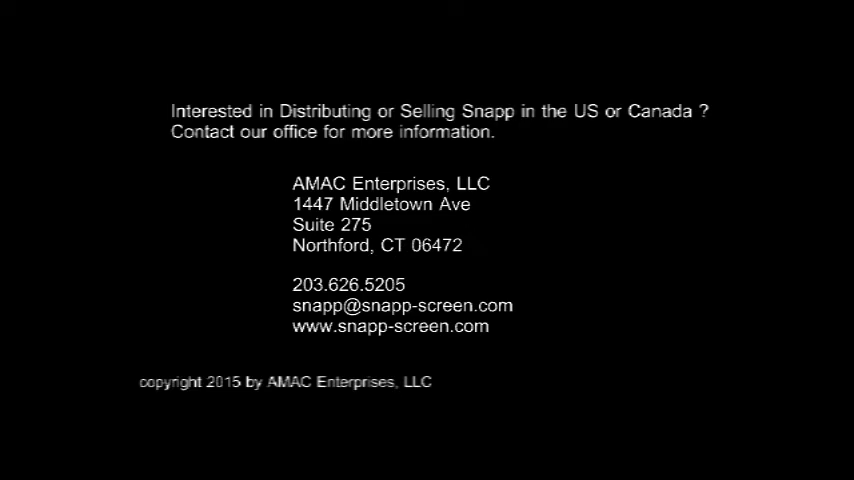 Interested in Distributing or Selling Snapp in the US or Canada ?
Contact our office for more information.
AMAC Enterprises, LLC
1447 Middletown Ave
Suite 275
Northford, CT 06472
203.626.5205
snapp@snapp-screen.com
www.snapp-screen.com
copyright 2015 by AMAC Enterprises, LLC